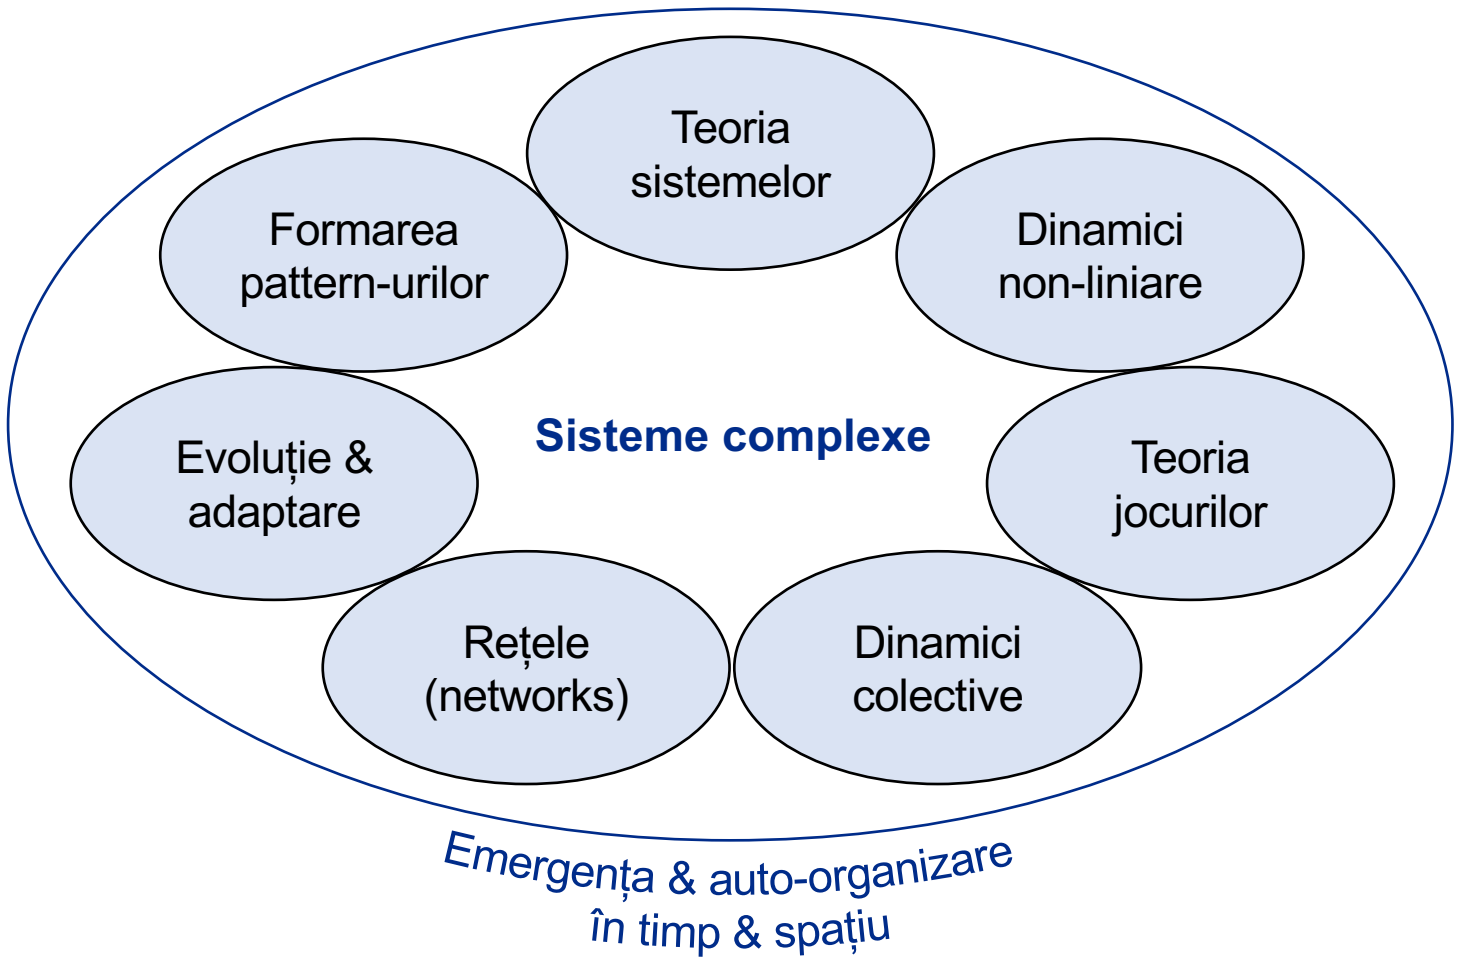 Teoria
sistemelor
Formarea
pattern-urilor
Dinamici
non-liniare
Sisteme complexe
Evoluție &
adaptare
Teoria
jocurilor
Rețele
(networks)
Dinamici
colective
Emergența & auto-organizare
în timp & spațiu